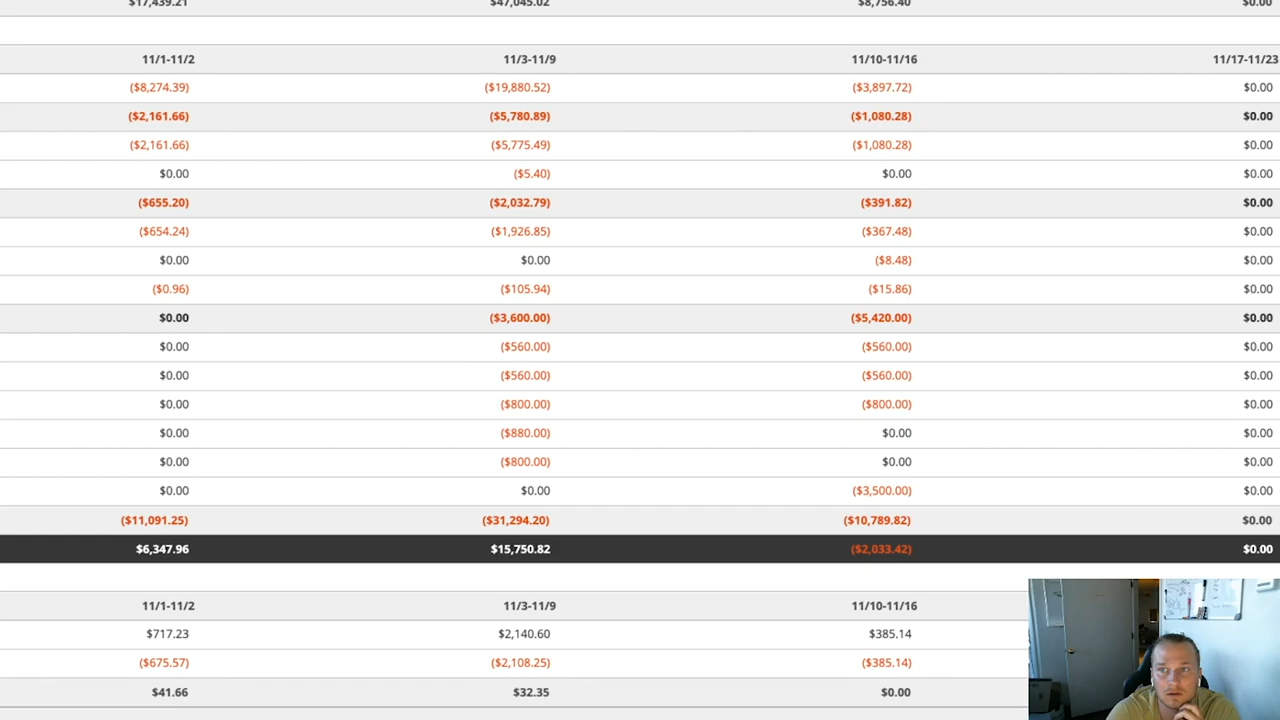 $17,439.21 $47,045.02 $8,756.40 $0.00
11/1-11/2 11/3-11/9 11/10-11/16 11/17-11/23
($8,274.39) ($19,880.52) ($3,897.72) $0.00
($2,161.66) ($5,780.89) ($1,080.28) $0.00
($2,161.66) ($5,775.49) ($1,080.28) $0.00
$0.00 ($5.40) $0.00 $0.00
($655.20) ($2,032.79) ($391.82) $0.00
($654.24) ($1,926.85) ($367.48) $0.00
$0.00 $0.00 ($8.48) $0.00
($0.96) ($105.94) ($15.86) $0.00
$0.00 ($3,600.00) ($5,420.00) $0.00
$0.00 ($560.00) ($560.00) $0.00
$0.00 ($560.00) ($560.00) $0.00
$0.00 ($800.00) ($800.00) $0.00
$0.00 ($880.00) $0.00 $0.00
$0.00 ($800.00) $0.00 $0.00
$0.00 $0.00 ($3,500.00) $0.00
($11,091.25) ($31,294.20) ($10,789.82) $0.00
$6,347.96 $15,750.82 ($2,033.42) $0.00
11/1-11/2 11/3-11/9 11/10-11/16
$717.23 $2,140.60 $385.14
($675.57) ($2,108.25) ($385.14)
$41.66 $32.35 $0.00